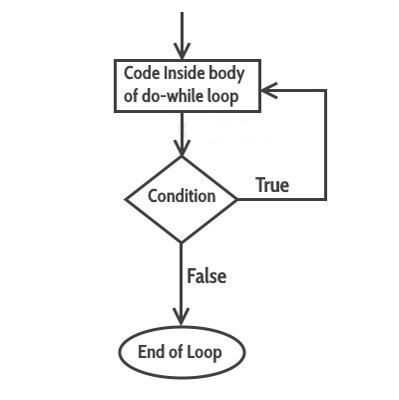 Code Inside body
of do-while loop
Condition
True
False
End of Loop